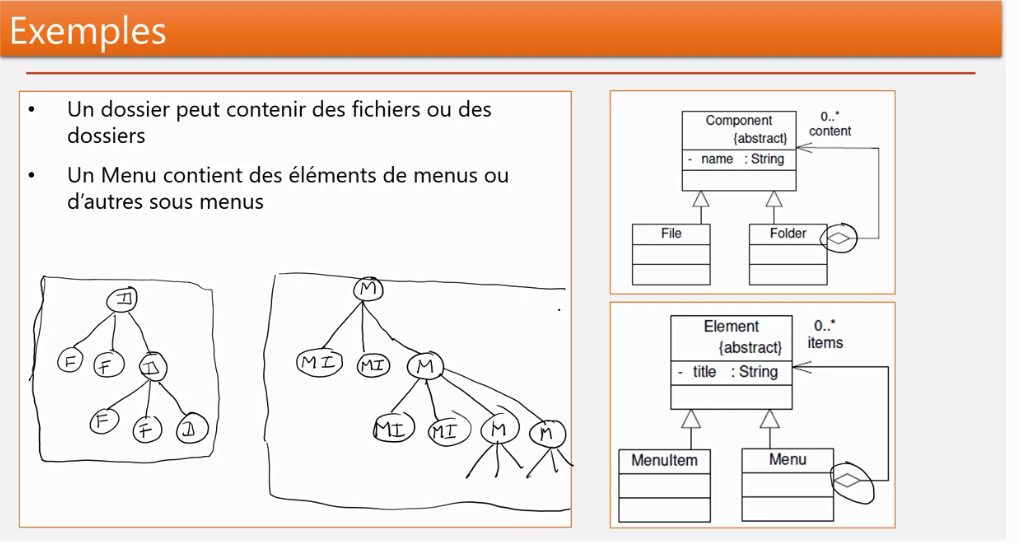 Exemples
• Un dossier peut contenir des fichiers ou des
dossiers
• Un Menu contient des éléments de menus ou
d'autres sous menus
D
F F D
F F D
M
MI MI M
MI MI M M
Component
{abstract}
- name : String
0..*
content
File
Folder
Element
{abstract}
- title : String
0..*
items
MenuItem
Menu